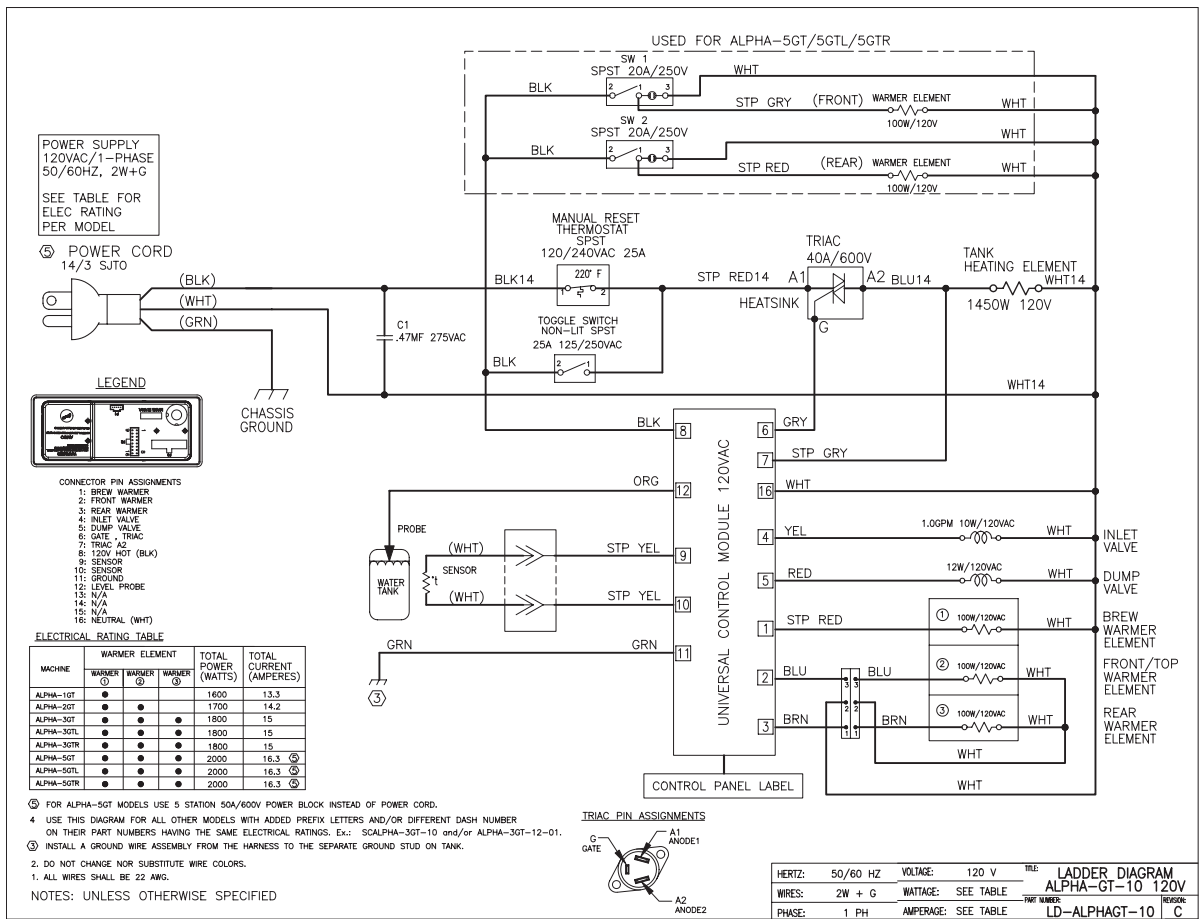 USED FOR ALPHA-5GT/5GTL/5GTR
SW 1
SPST 20A/250V
WHT
BLK
2 1 3
STP GRY (FRONT) WARMER ELEMENT WHT
100W/120V
SW 2
SPST 20A/250V
WHT
BLK
2 1 3
STP RED (REAR) WARMER ELEMENT WHT
100W/120V
POWER SUPPLY
120VAC/1-PHASE
50/60HZ, 2W+G
SEE TABLE FOR
ELEC RATING
PER MODEL
5 POWER CORD
14/3 SJTO
(BLK)
(WHT)
(GRN)
CHASSIS
GROUND
C1
.47MF 275VAC
MANUAL RESET
THERMOSTAT
SPST
120/240VAC 25A
BLK14
220° F
1 2
STP RED14
TOGGLE SWITCH
NON-LIT SPST
25A 125/250VAC
BLK
2 1
TRIAC
40A/600V
A1 A2
HEATSINK
G
BLU14
TANK
HEATING ELEMENT
WHT14
1450W 120V
WHT14
LEGEND
CONNECTOR PIN ASSIGNMENTS
1: BREW WARMER
2: FRONT WARMER
3: REAR WARMER
4: INLET VALVE
5: DUMP VALVE
6: GATE , TRIAC
7: TRIAC A2
8: 120V HOT (BLK)
9: SENSOR
10: SENSOR
11: GROUND
12: LEVEL PROBE
13: N/A
14: N/A
15: N/A
16: NEUTRAL (WHT)
BLK 8
ORG 12
PROBE
WATER
TANK
(WHT) STP YEL 9
t° SENSOR
(WHT) STP YEL 10
GRN GRN 11
3
UNIVERSAL CONTROL MODULE 120VAC
6 GRY
7 STP GRY
16 WHT
4 YEL 1.0GPM 10W/120VAC WHT INLET
VALVE
5 RED 12W/120VAC WHT DUMP
VALVE
1 STP RED 1 100W/120VAC WHT BREW
WARMER
ELEMENT
2 BLU 3 3 BLU 2 100W/120VAC WHT FRONT/TOP
WARMER
ELEMENT
2 2
3 BRN 1 1 BRN 3 100W/120VAC WHT REAR
WARMER
ELEMENT
WHT
WHT
CONTROL PANEL LABEL
ELECTRICAL RATING TABLE
MACHINE WARMER ELEMENT TOTAL POWER (WATTS) TOTAL CURRENT (AMPERES)
WARMER 1 WARMER 2 WARMER 3
ALPHA-1GT ● 1600 13.3
ALPHA-2GT ● ● 1700 14.2
ALPHA-3GT ● ● ● 1800 15
ALPHA-3GTL ● ● ● 1800 15
ALPHA-3GTR ● ● ● 1800 15
ALPHA-5GT ● ● ● 2000 16.3 5
ALPHA-5GTL ● ● ● 2000 16.3 5
ALPHA-5GTR ● ● ● 2000 16.3 5
5 FOR ALPHA-5GT MODELS USE 5 STATION 50A/600V POWER BLOCK INSTEAD OF POWER CORD.
4 USE THIS DIAGRAM FOR ALL OTHER MODELS WITH ADDED PREFIX LETTERS AND/OR DIFFERENT DASH NUMBER
ON THEIR PART NUMBERS HAVING THE SAME ELECTRICAL RATINGS. Ex.: SCALPHA-3GT-10 and/or ALPHA-3GT-12-01.
3 INSTALL A GROUND WIRE ASSEMBLY FROM THE HARNESS TO THE SEPARATE GROUND STUD ON TANK.
2. DO NOT CHANGE NOR SUBSTITUTE WIRE COLORS.
1. ALL WIRES SHALL BE 22 AWG.
NOTES: UNLESS OTHERWISE SPECIFIED
TRIAC PIN ASSIGNMENTS
G
GATE
A1
ANODE1
A2
ANODE2
HERTZ: 50/60 HZ VOLTAGE: 120 V TITLE: LADDER DIAGRAM
ALPHA-GT-10 120V
WIRES: 2W + G WATTAGE: SEE TABLE
PHASE: 1 PH AMPERAGE: SEE TABLE PART NUMBER: LD-ALPHAGT-10 REVISION: C